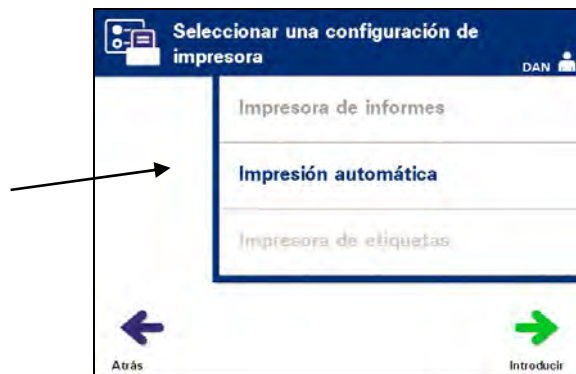 Seleccionar una configuración de
impresora
DAN
Impresora de informes
Impresión automática
Impresora de etiquetas
Atrás
Introducir